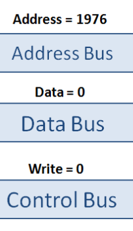 Address = 1976
Address Bus
Data = 0
Data Bus
Write = 0
Control Bus